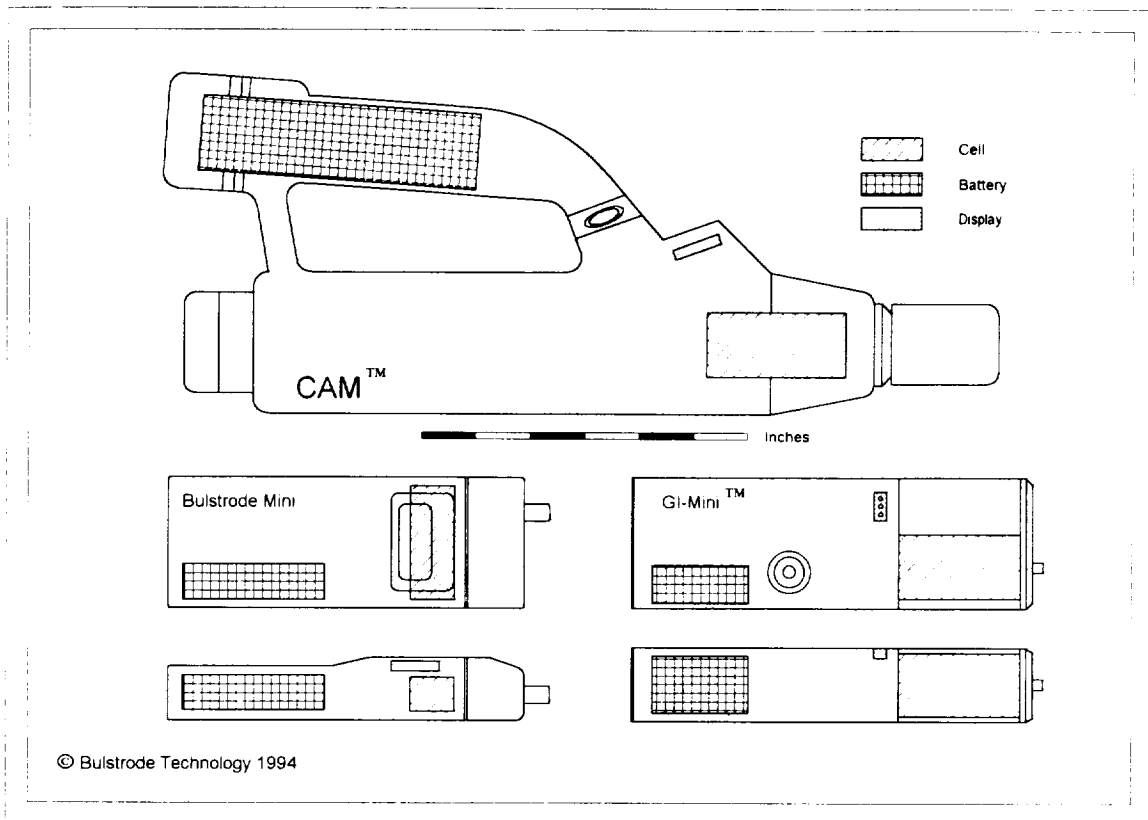 Cell
Battery
Display
CAM™
Inches
Bulstrode Mini
GI-Mini™
© Bulstrode Technology 1994